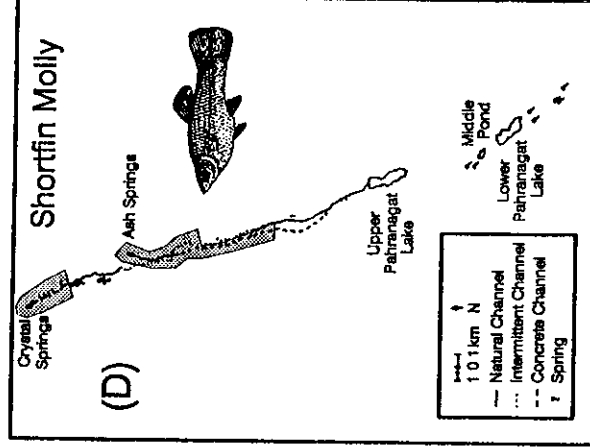 Shortfin Molly
Crystal
Springs
Ash Springs
(D)
Upper
Pahranagat
Lake
Middle
Pond
Lower
Pahranagat
Lake
1 0 1 km N
Natural Channel
Intermittent Channel
Concrete Channel
Spring